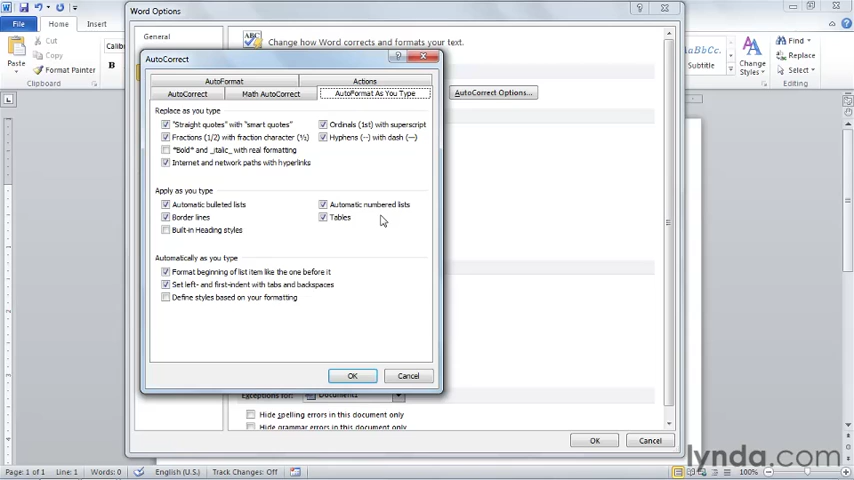 Word Options
File Home Insert
General
Cut
Copy
Format Painter
Paste
Clipboard
Calib
B
Change how Word corrects and formats your text.
AutoCorrect
AutoFormat Actions
AutoCorrect Math AutoCorrect AutoFormat As You Type
AutoCorrect Options...
Replace as you type
"Straight quotes" with “smart quotes” Ordinals (1st) with superscript
Fractions (1/2) with fraction character (½) Hyphens (--) with dash (—)
*Bold* and _italic_ with real formatting
Internet and network paths with hyperlinks
Apply as you type
Automatic bulleted lists Automatic numbered lists
Border lines Tables
Built-in Heading styles
Automatically as you type
Format beginning of list item like the one before it
Set left- and first-indent with tabs and backspaces
Define styles based on your formatting
OK Cancel
Exceptions for: Document2
Hide spelling errors in this document only
Hide grammar errors in this document only
OK Cancel
AaBbCc.
Subtitle
Change
Styles
Find
Replace
Select
Editing
lynda.com
Page: 1 of 1 Line: 1 Words: 0 English (U.S.) Track Changes: Off 100%